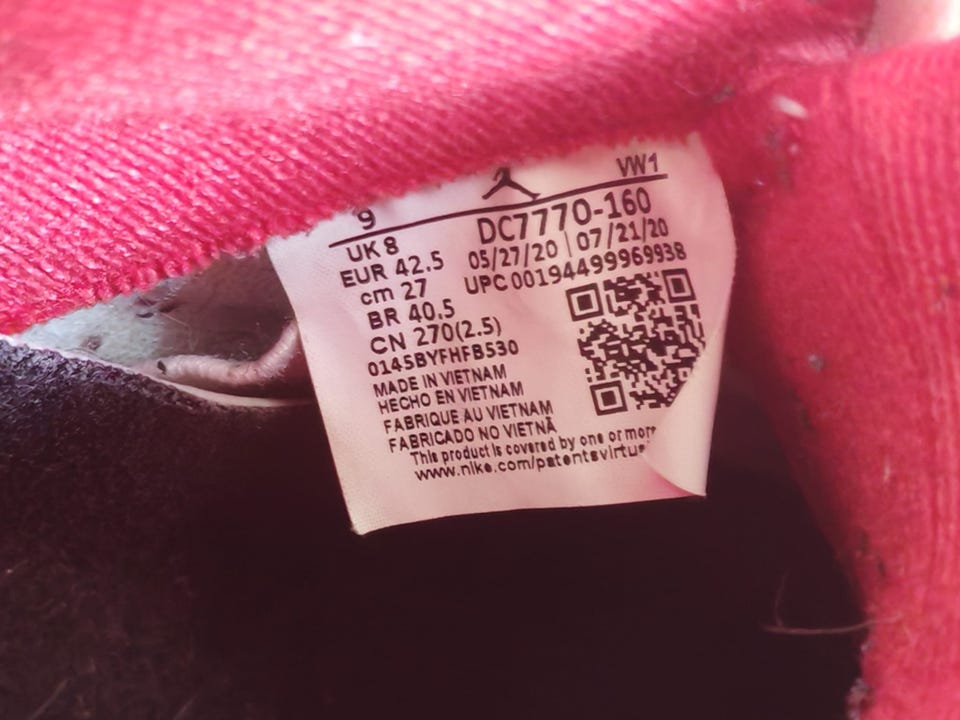 9 VW1
UK 8 DC7770-160
EUR 42.5 05/27/20 | 07/21/20
cm 27 UPC 00194499969938
BR 40.5
CN 270(2.5)
0145BYFHFB530
MADE IN VIETNAM
HECHO EN VIETNAM
FABRIQUE AU VIETNAM
FABRICADO NO VIETNÃ
This product is covered by one or more
www.nike.com/patentsvirtua